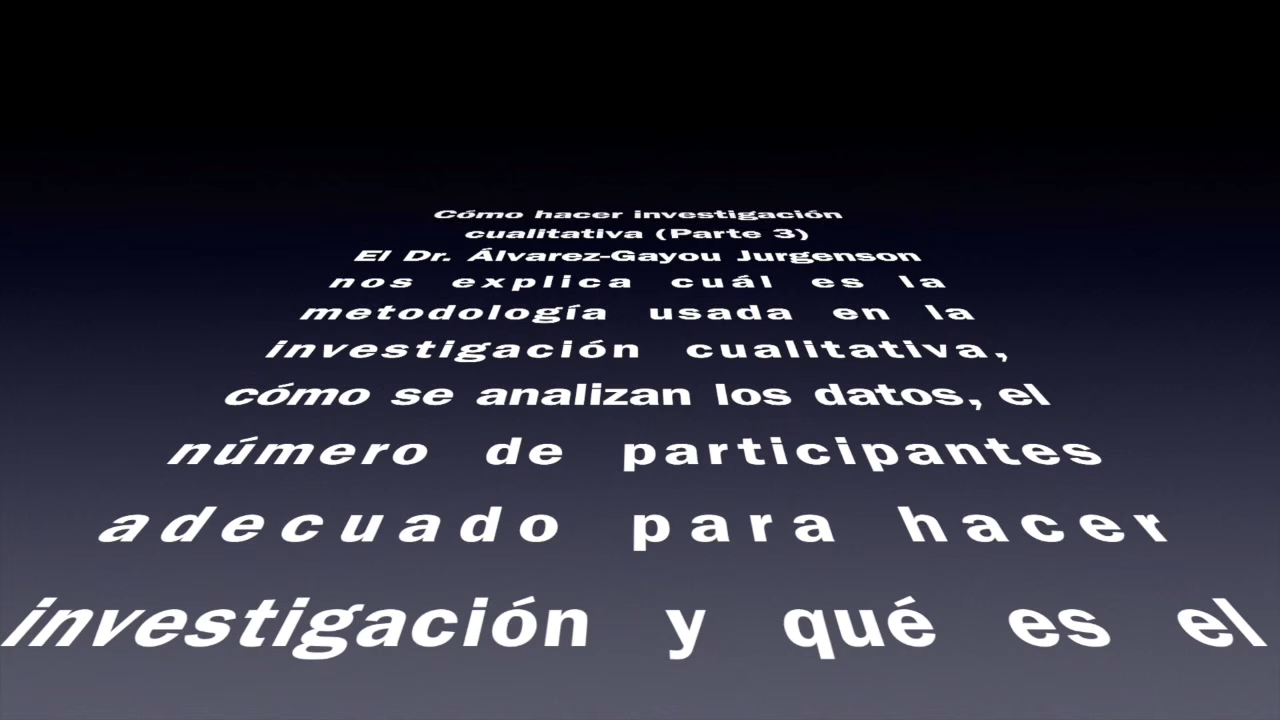 Cómo hacer investigación
cualitativa (Parte 3)
El Dr. Álvarez-Gayou Jurgenson
nos explica cuál es la
metodología usada en la
investigación cualitativa,
cómo se analizan los datos, el
número de participantes
adecuado para hacer
investigación y qué es el